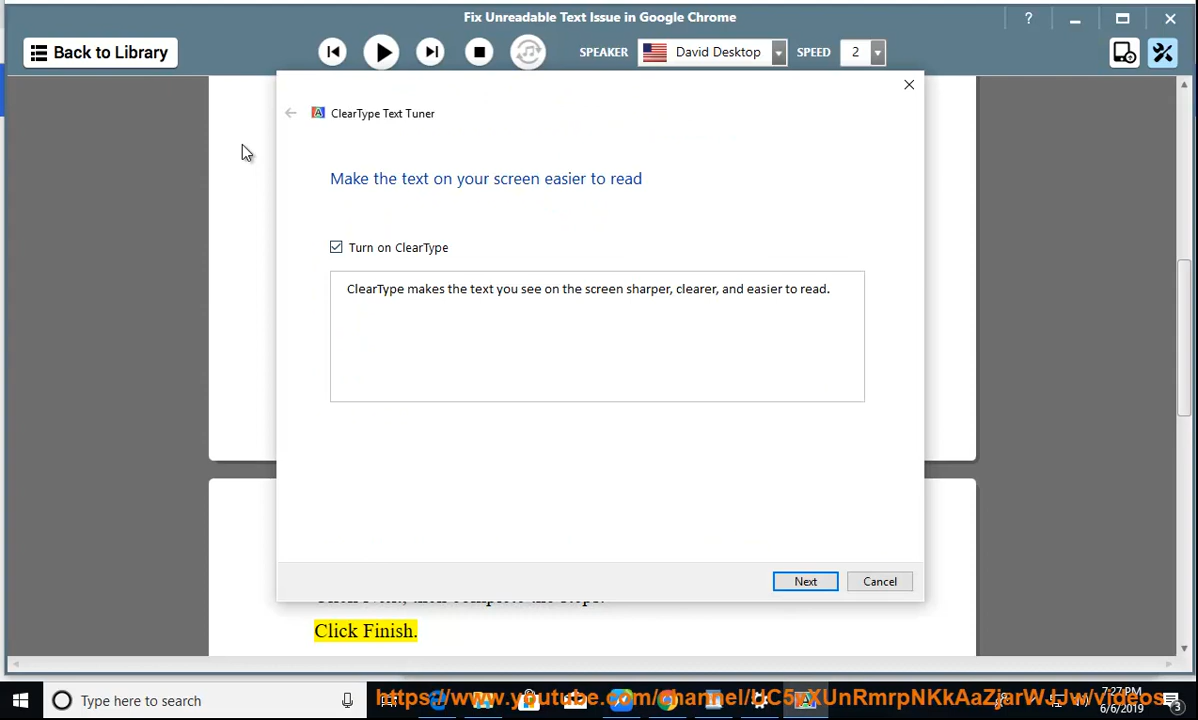 Fix Unreadable Text Issue in Google Chrome
?
Back to Library
SPEAKER
David Desktop
SPEED
2
ClearType Text Tuner
Make the text on your screen easier to read
Turn on ClearType
ClearType makes the text you see on the screen sharper, clearer, and easier to read.
Next
Cancel
Click Finish.
Type here to search
https://www.youtube.com/channel/UC5yXUnRmrpNKkAaZiarWJJw/videos
7:27 PM
6/6/2019
3